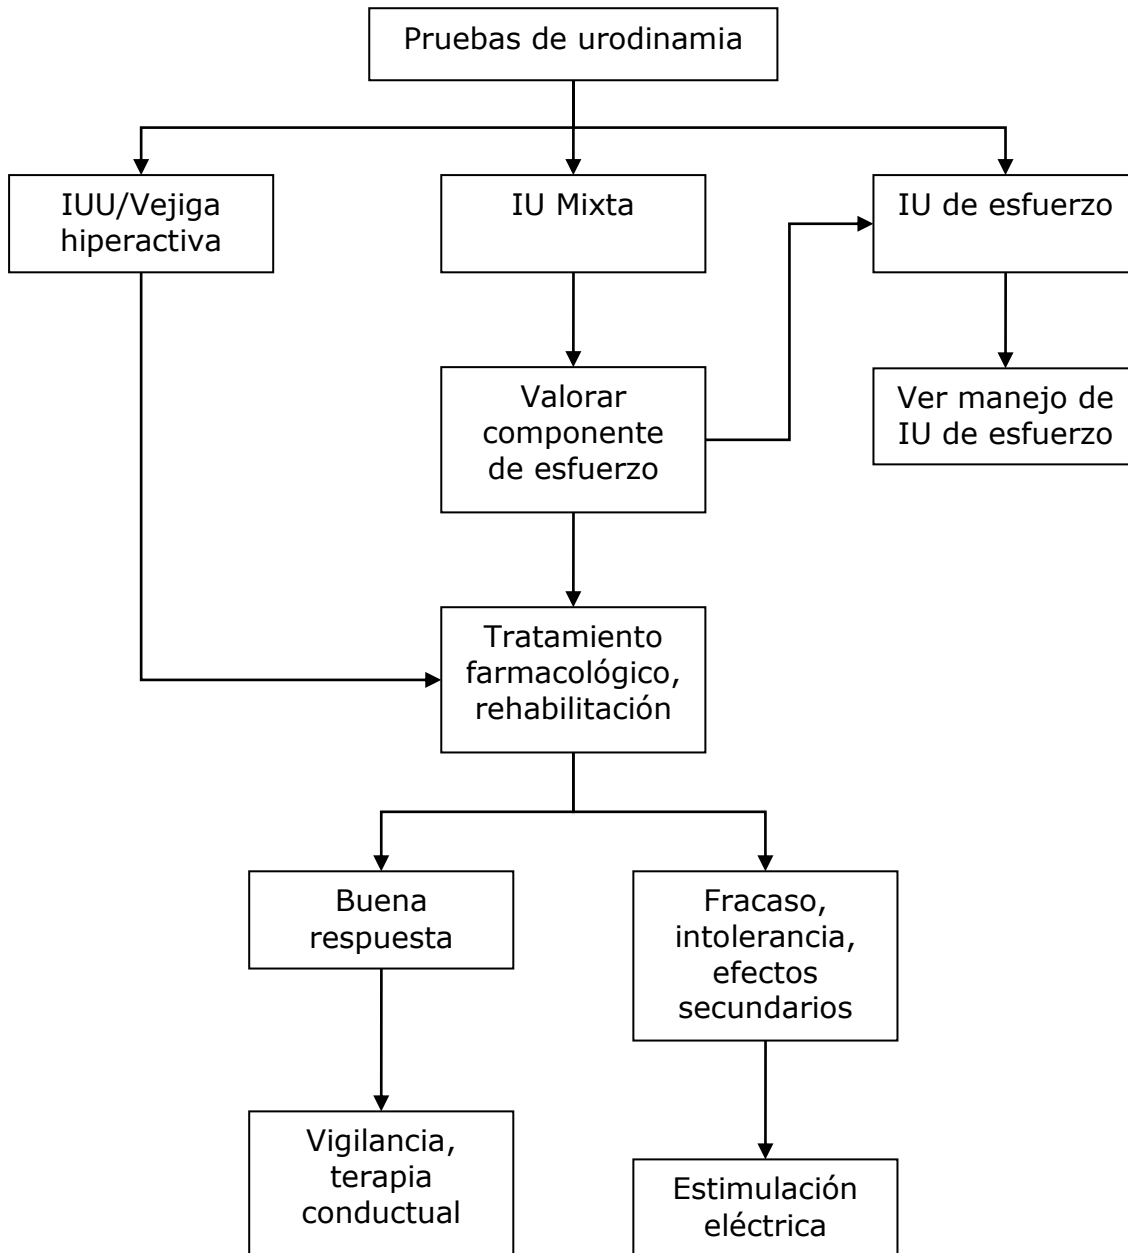 Pruebas de urodinamia
IUU/Vejiga
hiperactiva
IU Mixta
IU de esfuerzo
Valorar
componente
de esfuerzo
Ver manejo de
IU de esfuerzo
Tratamiento
farmacológico,
rehabilitación
Buena
respuesta
Fracaso,
intolerancia,
efectos
secundarios
Vigilancia,
terapia
conductual
Estimulación
eléctrica